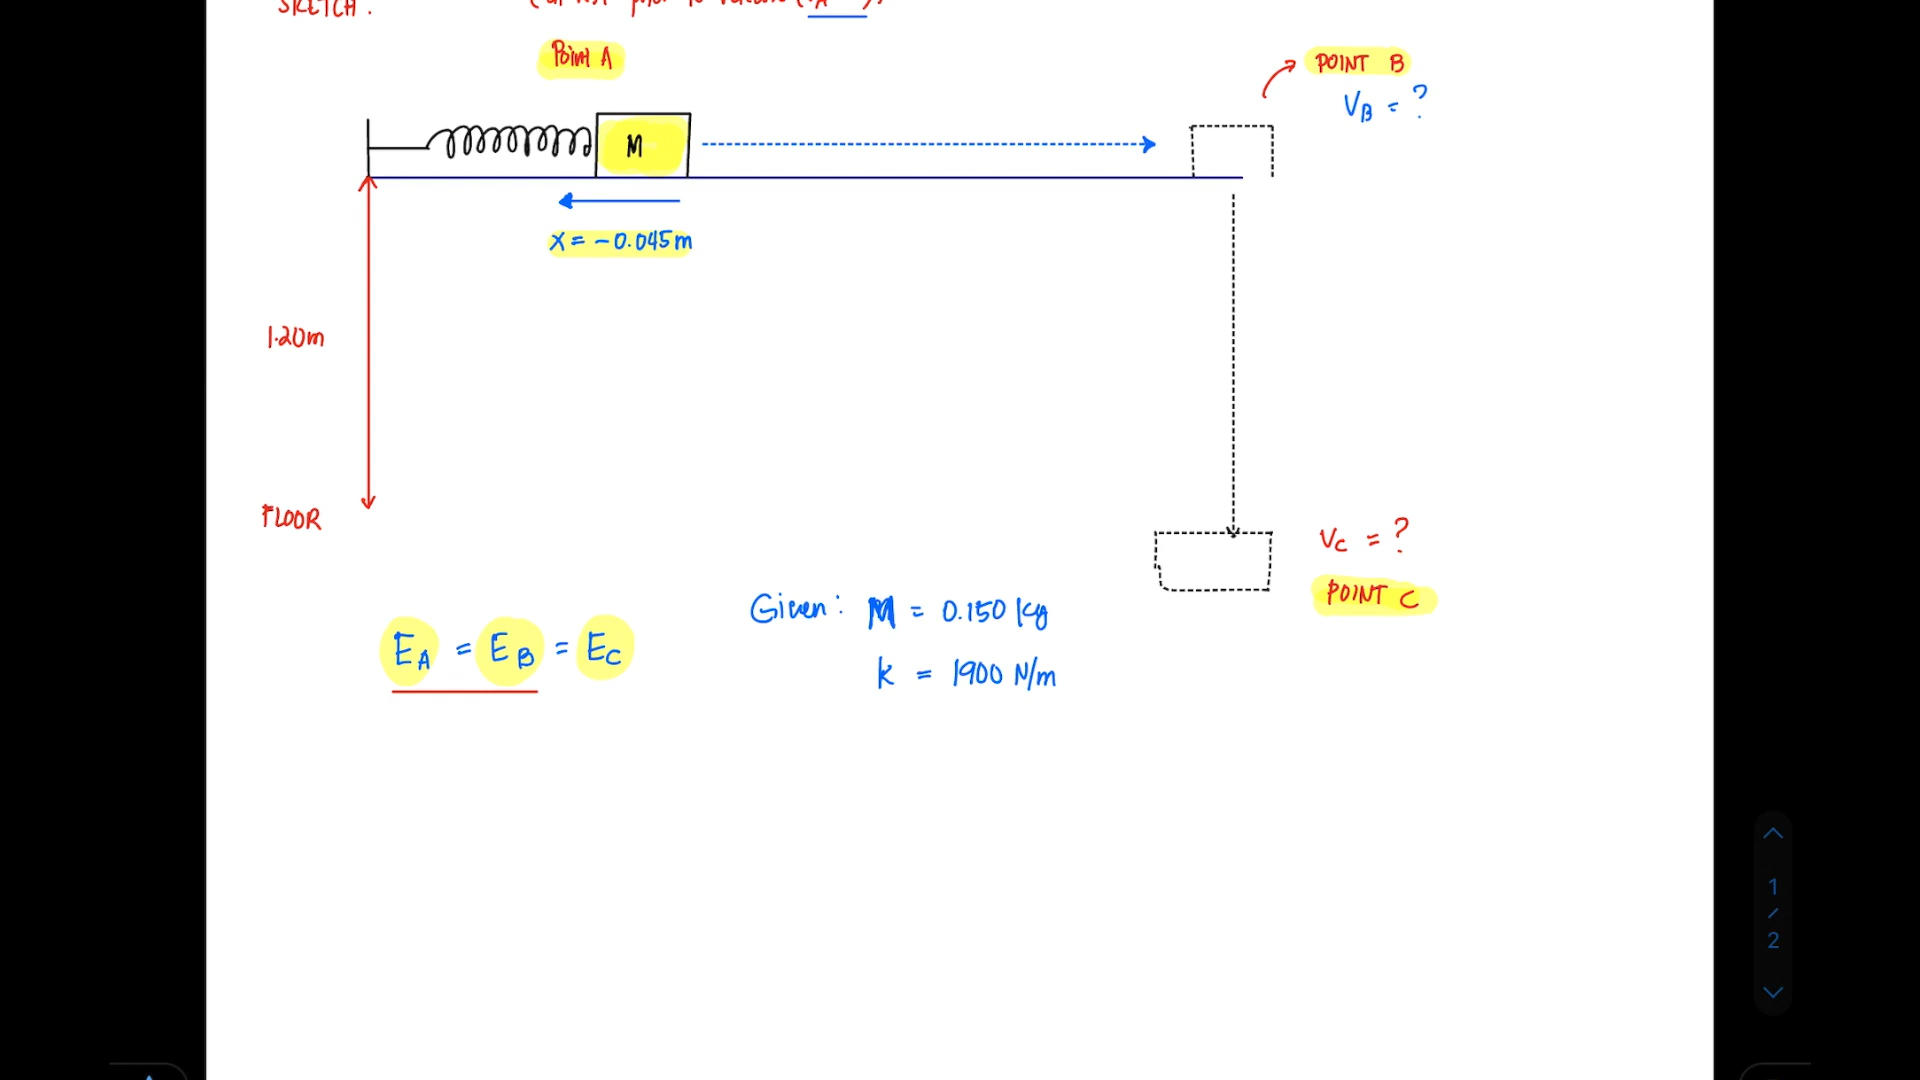 SKETCH:
Point A
POINT B
VB = ?
M
x = -0.045m
1.20m
FLOOR
VC = ?
POINT C
Given: M = 0.150 kg
EA = EB = EC
k = 1900 N/m
1
/
2